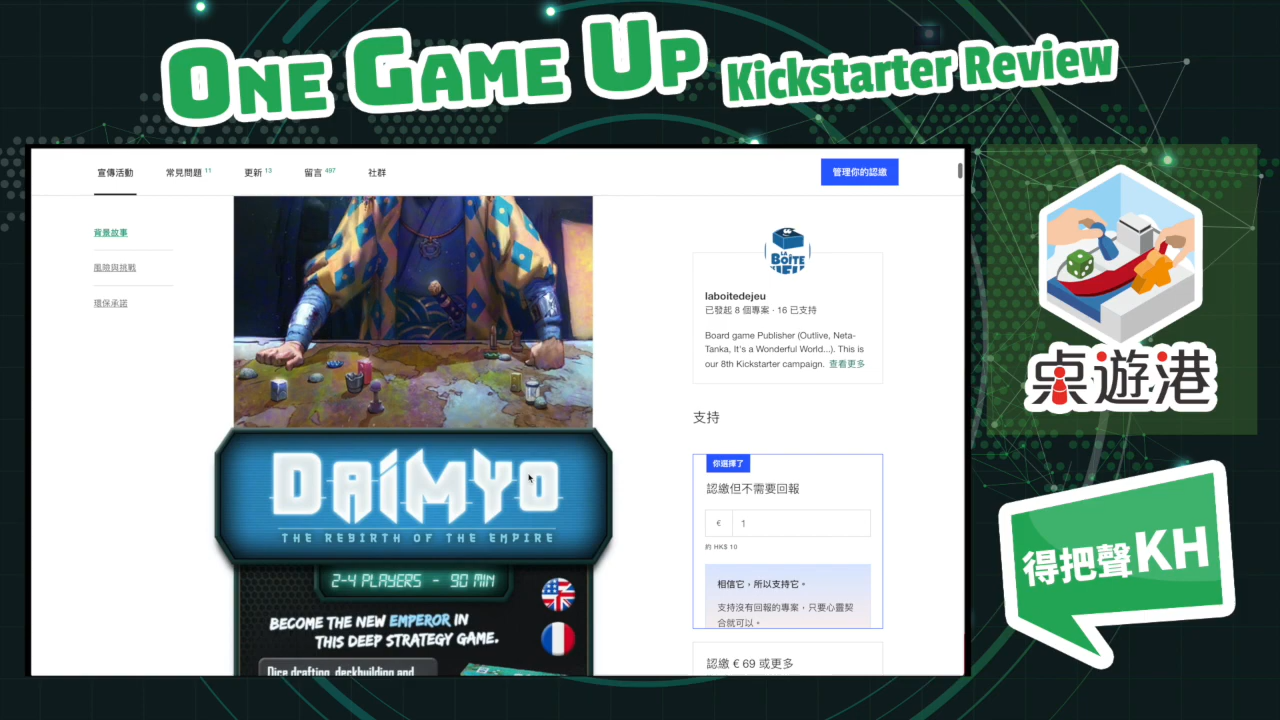 ONE GAME UP Kickstarter Review
宣傳活動 常見問題 11 更新 13 留言 497 社群
管理你的認繳
背景故事
風險與挑戰
環保承諾
LA BOÎTE JEU
laboitedejeu
已發起 8 個專案 · 16 已支持
Board game Publisher (Outlive, Neta-
Tanka, It's a Wonderful World...). This is
our 8th Kickstarter campaign. 查看更多
支持
你選擇了
認繳但不需要回報
€ 1
約 HK$ 10
相信它，所以支持它。
支持沒有回報的專案，只要心靈契
合就可以。
認繳 € 69 或更多
DAIMYO
THE REBIRTH OF THE EMPIRE
2-4 PLAYERS - 90 MIN
BECOME THE NEW EMPEROR IN
THIS DEEP STRATEGY GAME.
Dice drafting, deckbuilding and
桌遊港
得把聲KH